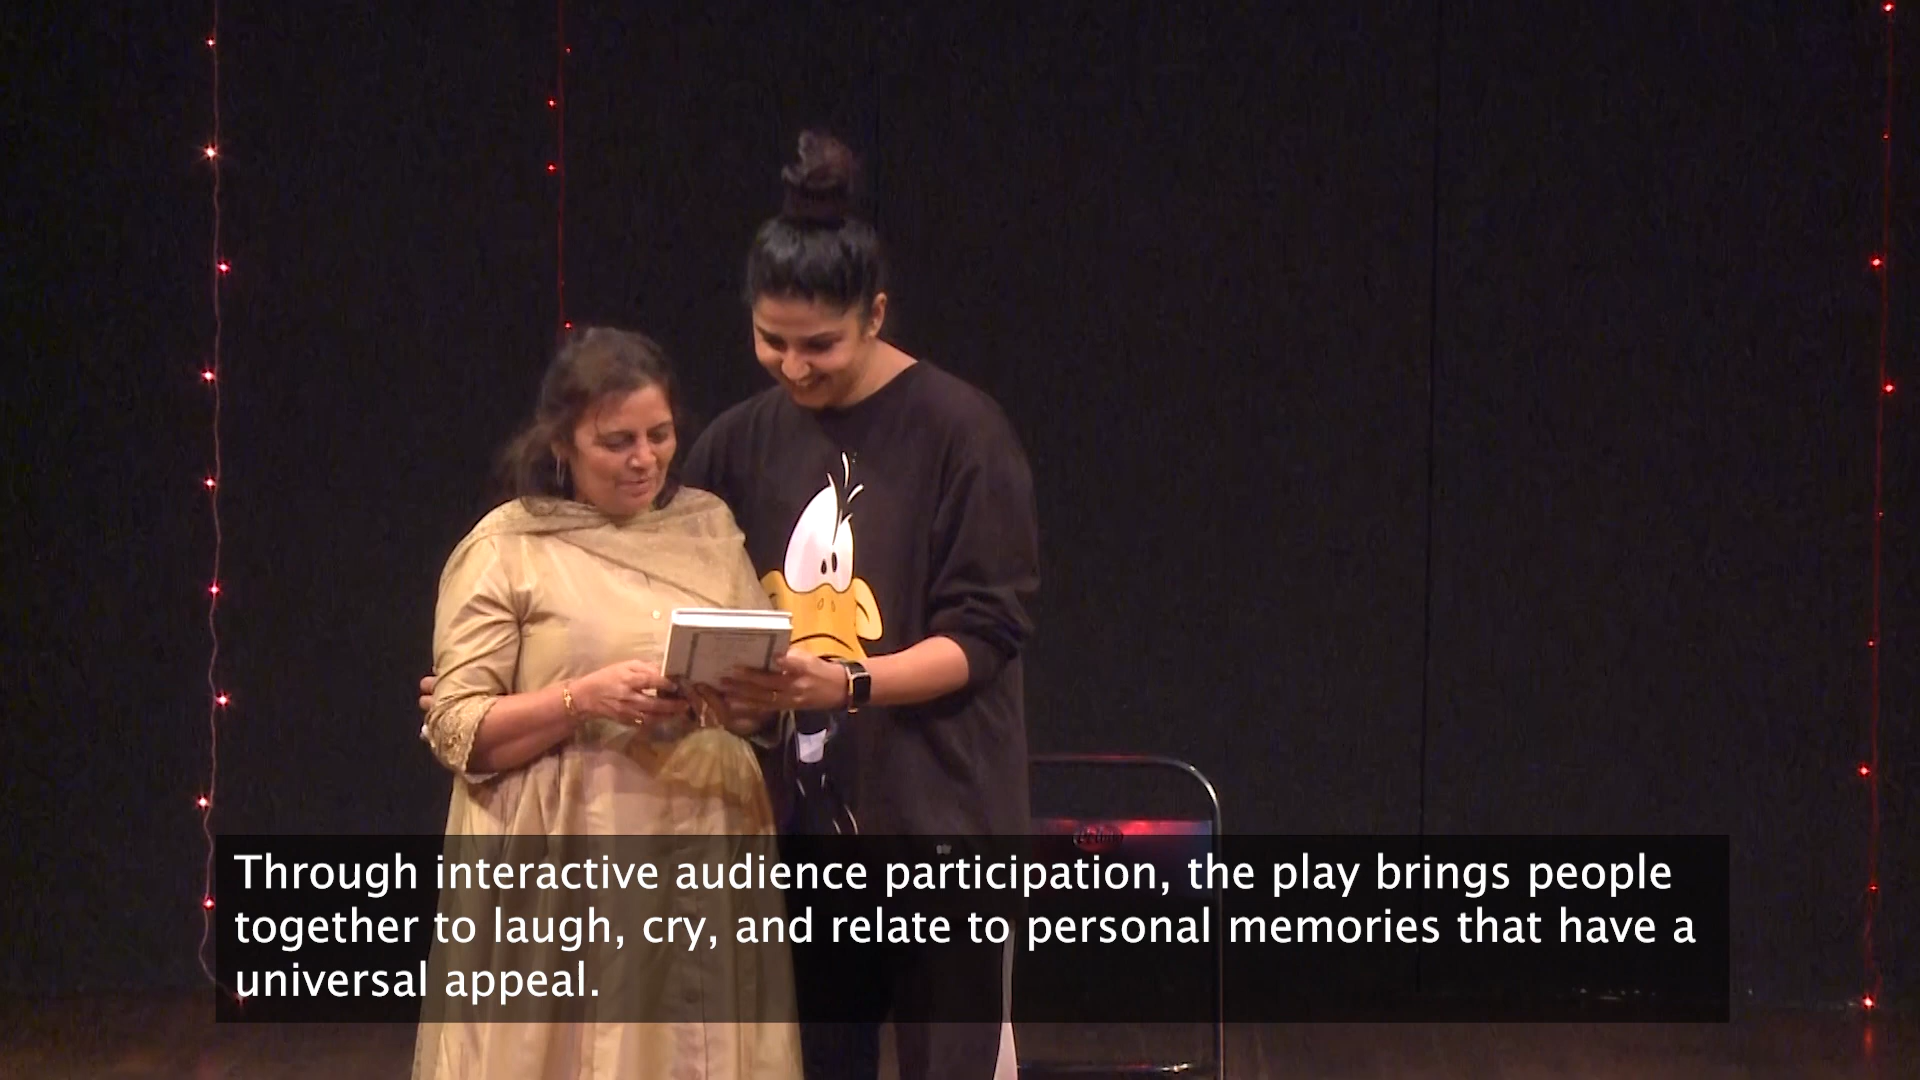 Through interactive audience participation, the play brings people
together to laugh, cry, and relate to personal memories that have a
universal appeal.